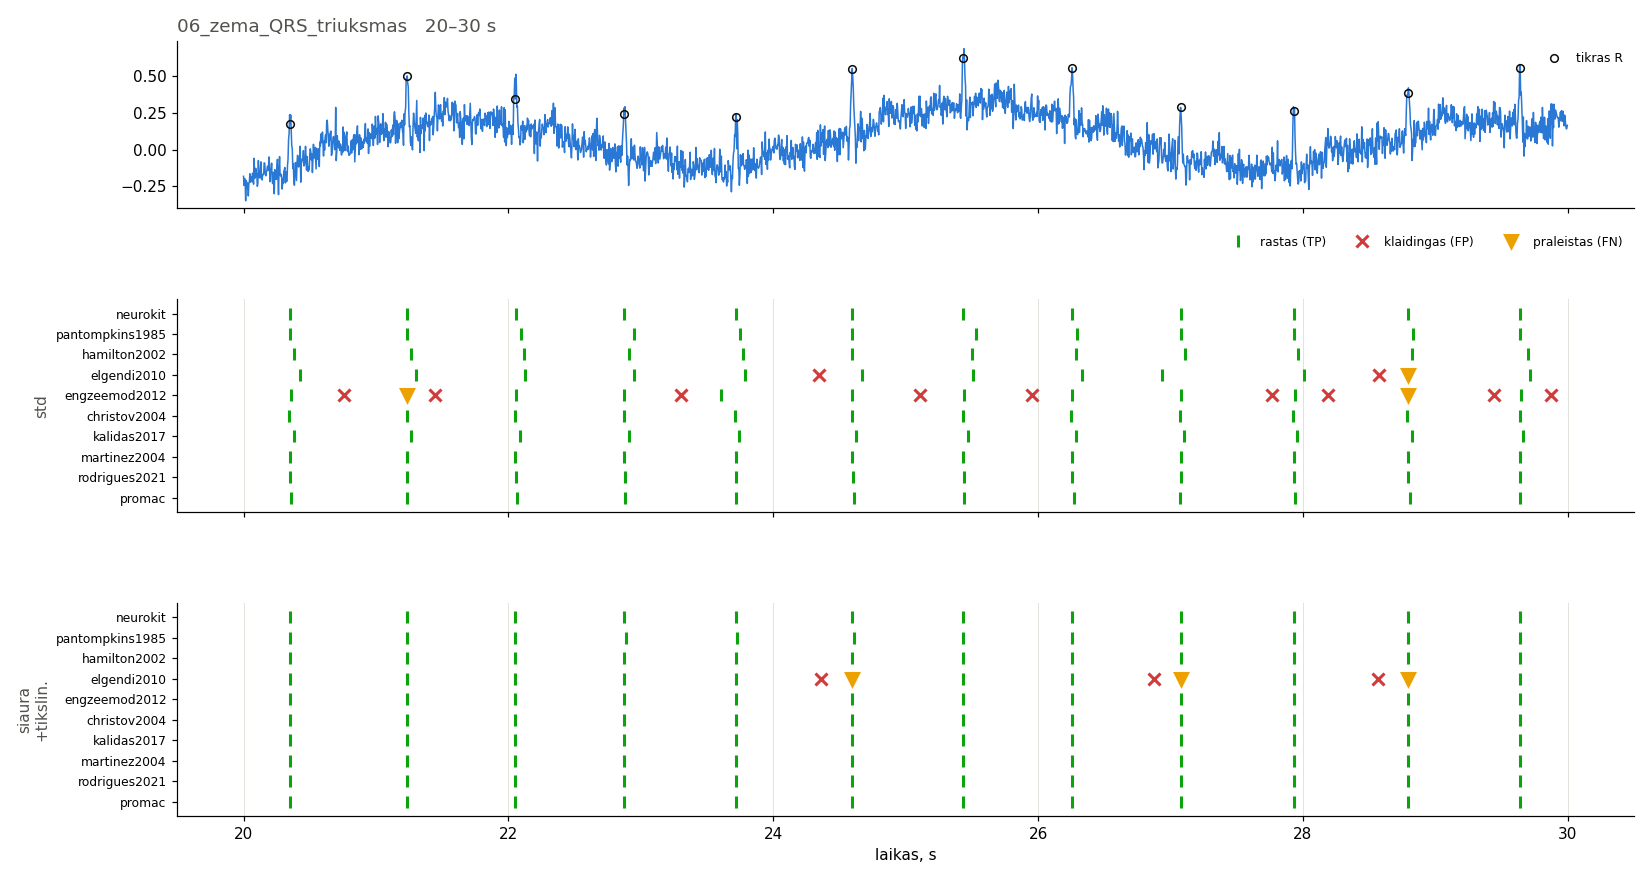 06_zema_QRS_triuksmas 20–30 s
tikras R
0.50
0.25
0.00
−0.25
rastas (TP) klaidingas (FP) praleistas (FN)
std
neurokit
pantompkins1985
hamilton2002
elgendi2010
engzeemod2012
christov2004
kalidas2017
martinez2004
rodrigues2021
promac
siaura
+tikslin.
neurokit
pantompkins1985
hamilton2002
elgendi2010
engzeemod2012
christov2004
kalidas2017
martinez2004
rodrigues2021
promac
20 22 24 26 28 30
laikas, s